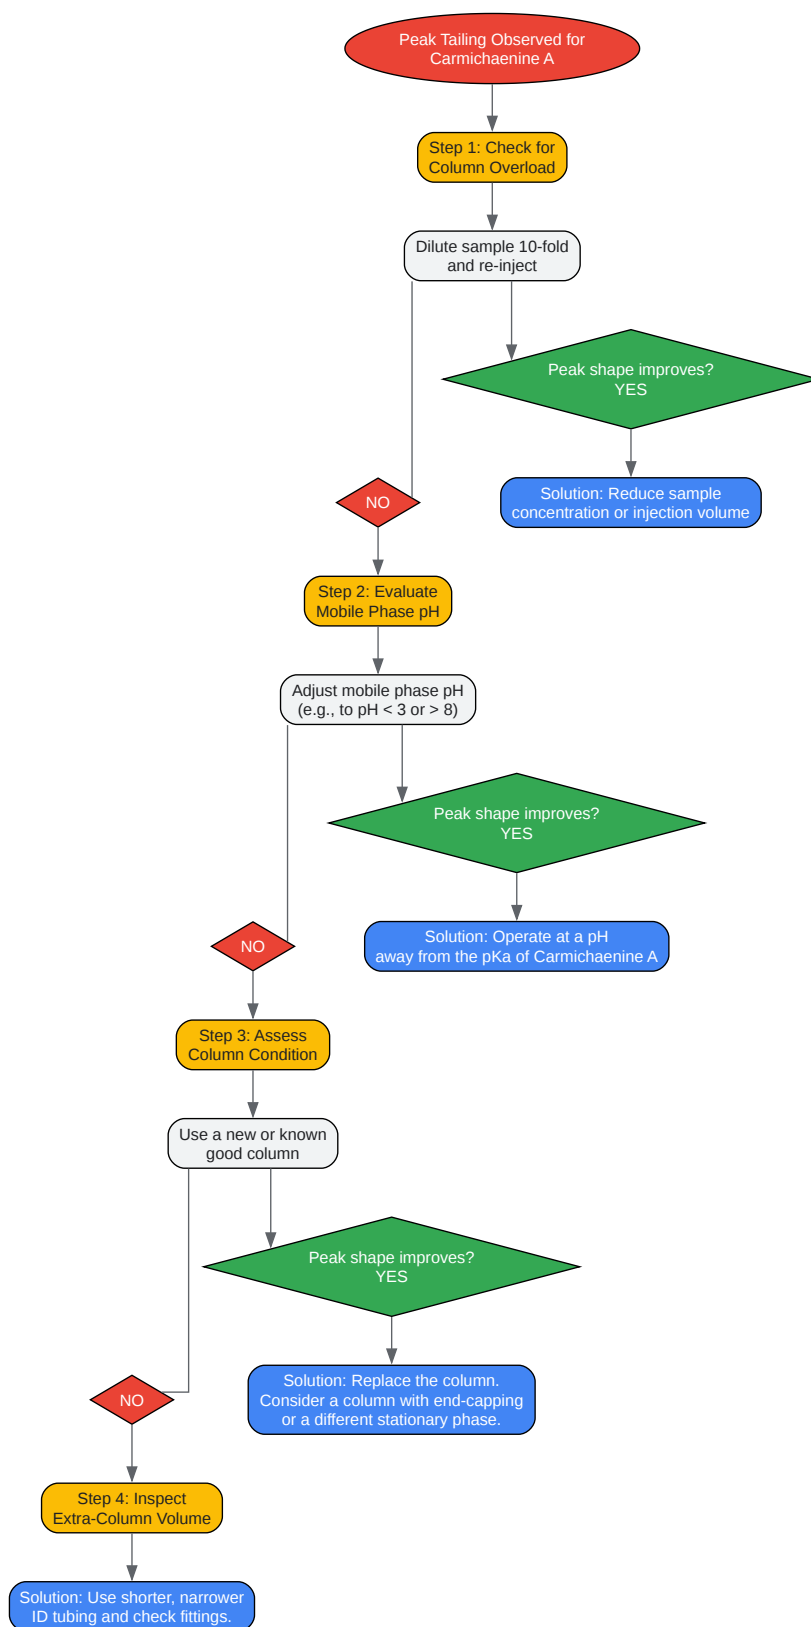 Peak Tailing Observed for
Carmichaenine A
Step 1: Check for
Column Overload
Dilute sample 10-fold
and re-inject
Peak shape improves?
YES
Solution: Reduce sample
concentration or injection volume
NO
Step 2: Evaluate
Mobile Phase pH
Adjust mobile phase pH
(e.g., to pH < 3 or > 8)
Peak shape improves?
YES
Solution: Operate at a pH
away from the pKa of Carmichaenine A
NO
Step 3: Assess
Column Condition
Use a new or known
good column
Peak shape improves?
YES
Solution: Replace the column.
Consider a column with end-capping
or a different stationary phase.
NO
Step 4: Inspect
Extra-Column Volume
Solution: Use shorter, narrower
ID tubing and check fittings.